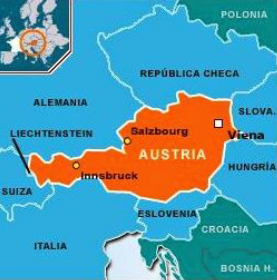 POLONIA
REPÚBLICA CHECA
ALEMANIA
SLOVA.
LIECHTENSTEIN
Salzbourg
Viena
AUSTRIA
Innsbruck
HUNGRÍA
SUIZA
ESLOVENIA
CROACIA
ITALIA
BOSNIA H.